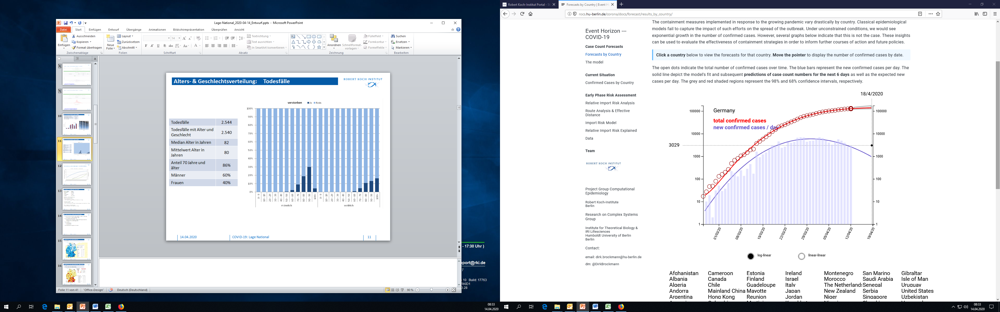 Lage-National_2020-04-14_Entwurf.pptx - Microsoft PowerPoint
Datei Start Einfügen Entwurf Übergänge Animationen Bildschirmpräsentation Überprüfen Ansicht
Einfügen
Ausschneiden
Kopieren
Format übertragen
Zwischenablage
Neue
Folie
Layout
Zurücksetzen
Abschnitt
Folien
14
F K U S abc AV Aa A
Schriftart
Textrichtung
Text ausrichten
In SmartArt konvertieren
Absatz
Anordnen
Schnellformat-
vorlagen
Fülleffekt
Formkontur
Formeffekte
Zeichnung
Suchen
Ersetzen
Markieren
Bearbeiten
8
9
10
11
12
13
14
15
16
Alters- & Geschlechtsverteilung: Todesfälle
ROBERT KOCH INSTITUT
Todesfälle 2.544
Todesfälle mit Alter und
Geschlecht 2.540
Median Alter in Jahren 82
Mittelwert Alter in
Jahren 80
Anteil 70 Jahre und
älter 86%
Männer 60%
Frauen 40%
verstorben Ja Nein
100%
90%
80%
70%
60%
50%
40%
30%
20%
10%
0%
0 - 9 10 - 19 20 - 29 30 - 39 40 - 49 50 - 59 60 - 69 70 - 79 80 - 89 90 - 99 100+ 0 - 9 10 - 19 20 - 29 30 - 39 40 - 49 50 - 59 60 - 69 70 - 79 80 - 89 90 - 99 100+
männlich weiblich
14.04.2020 COVID-19: Lage National 11
Folie 11 von 41 "Office-Design" Deutsch (Deutschland) 90 %
- 17:30 Uhr )
port@rki.de
7
10 Build: 17763
RKID1
3.28
08:33
14.04.2020
Robert Koch-Institut Portal - St
Forecasts by Country | Event H
rocs.hu-berlin.de/corona/docs/forecast/results_by_country/
Event Horizon ---
COVID-19
Case Count Forecasts
Forecasts by Country
The model
Current Situation
Confirmed Cases by Country
Early Phase Risk Assessment
Relative Import Risk Analysis
Route Analysis & Effective
Distance
Import Risk Model
Relative Import Risk Explained
Data
Team
ROBERT KOCH INSTITUT
Project Group Computational
Epidemiology
Robert Koch-Institute
Berlin
Research on Complex Systems
Group
Institute for Theoretical Biology &
IRI Lifesciences
Humboldt University of Berlin
Berlin
Contact:
email: dirk.brockmann@hu-berlin.de
dm: @DirkBrockmann
The containment measures implemented in response to the growing pandemic vary drastically by country. Classical epidemiological
models fail to capture the impact of such efforts on the spread of the outbreak. Under unconstrained conditions, we would see
exponential growth in the number of confirmed cases. However, several graphs below indicate that this is not the case. These insights
can be used to evaluate the effectiveness of containment strategies in order to inform further courses of action and future policies.
Click a country below to view the forecasts for that country. Move the pointer to display the number of confirmed cases by date.
The open dots indicate the total number of confirmed cases over time. The blue bars represent the new confirmed cases per day. The
solid line depict the model's fit and subsequent predictions of case count numbers for the next 6 days as well as the expected new
cases per day. The grey and red shaded regions represent the 98% and 68% confidence intervals, respectively.
18/4/2020
Germany
total confirmed cases
new confirmed cases / day
100000 100000
10000 10000
3029
1000 1000
100 100
10 10
1 1
01/03/20 08/03/20 15/03/20 22/03/20 29/03/20 05/04/20 12/04/20 19/04/20
log-linear linear-linear
Afghanistan Cameroon Estonia Ireland Montenegro San Marino Gibraltar
Albania Canada Finland Israel Morocco Saudi Arabia Isle of Man
Algeria Chile Guadeloupe Italy The Netherlands Senegal Uruguay
Andorra Mainland China Mayotte Japan New Zealand Serbia United States
Argentina Hong Kong Reunion Jordan Niger Singapore Uzbekistan
08:33
14.04.2020